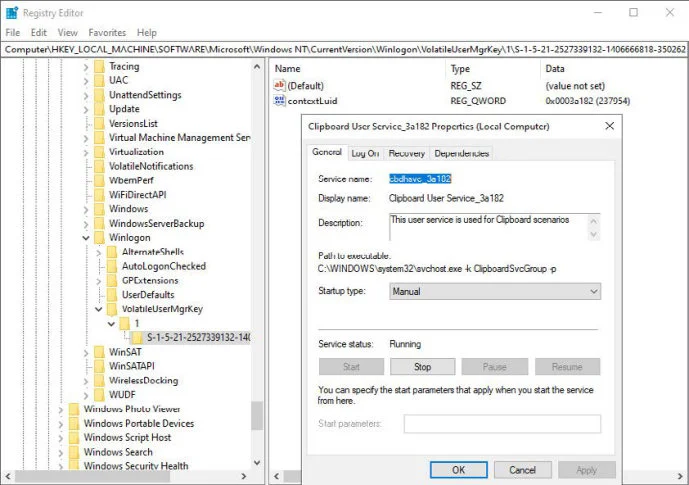 Registry Editor
File Edit View Favorites Help
Computer\HKEY_LOCAL_MACHINE\SOFTWARE\Microsoft\Windows NT\CurrentVersion\Winlogon\VolatileUserMgrKey\1\S-1-5-21-2527339132-1406666818-350262
Tracing
UAC
UnattendSettings
Update
VersionsList
Virtual Machine Management Ser
Virtualization
VolatileNotifications
WbemPerf
WiFiDirectAPI
Windows
WindowsServerBackup
Winlogon
AlternateShells
AutoLogonChecked
GPExtensions
UserDefaults
VolatileUserMgrKey
1
S-1-5-21-2527339132-140
WinSAT
WinSATAPI
WirelessDocking
WUDF
Windows Photo Viewer
Windows Portable Devices
Windows Script Host
Windows Search
Windows Security Health
Name Type Data
(Default) REG_SZ (value not set)
contextLuid REG_QWORD 0x0003a182 (237954)
Clipboard User Service_3a182 Properties (Local Computer)
General Log On Recovery Dependencies
Service name: cbdhsvc_3a182
Display name: Clipboard User Service_3a182
Description: This user service is used for Clipboard scenarios
Path to executable:
C:\WINDOWS\system32\svchost.exe -k ClipboardSvcGroup -p
Startup type: Manual
Service status: Running
Start Stop Pause Resume
You can specify the start parameters that apply when you start the service
from here.
Start parameters:
OK Cancel Apply